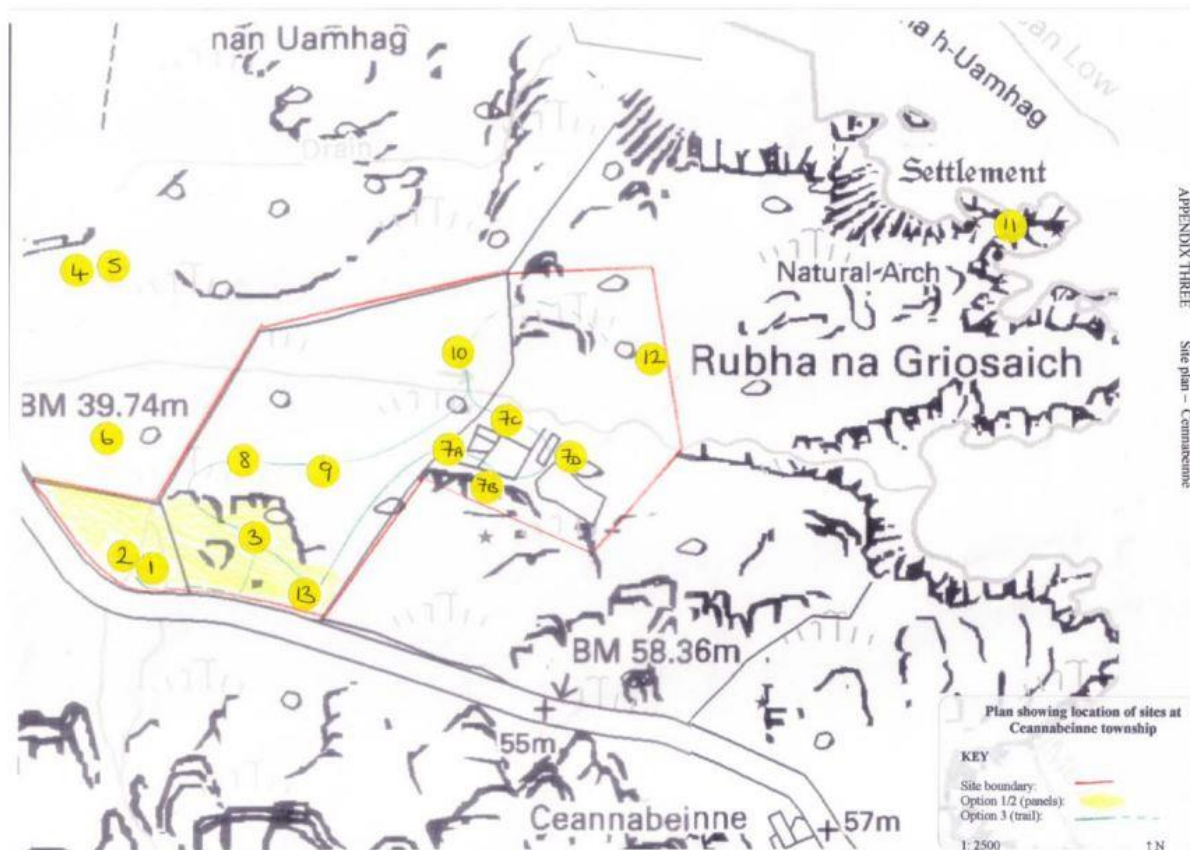 nan Uamhag
na h-Uamhag
ean Low
Drain
Settlement
11
4
5
Natural Arch
10
12
Rubha na Griosaich
BM 39.74m
6
7C
7A
7D
8
9
7B
3
2
1
13
BM 58.36m
55m
Ceannabeinne
57m
APPENDIX THREE Site plan – Ceannabeinne
Plan showing location of sites at
Ceannabeinne township
KEY
Site boundary:
Option 1/2 (panels):
Option 3 (trail):
1: 2500 ↑N